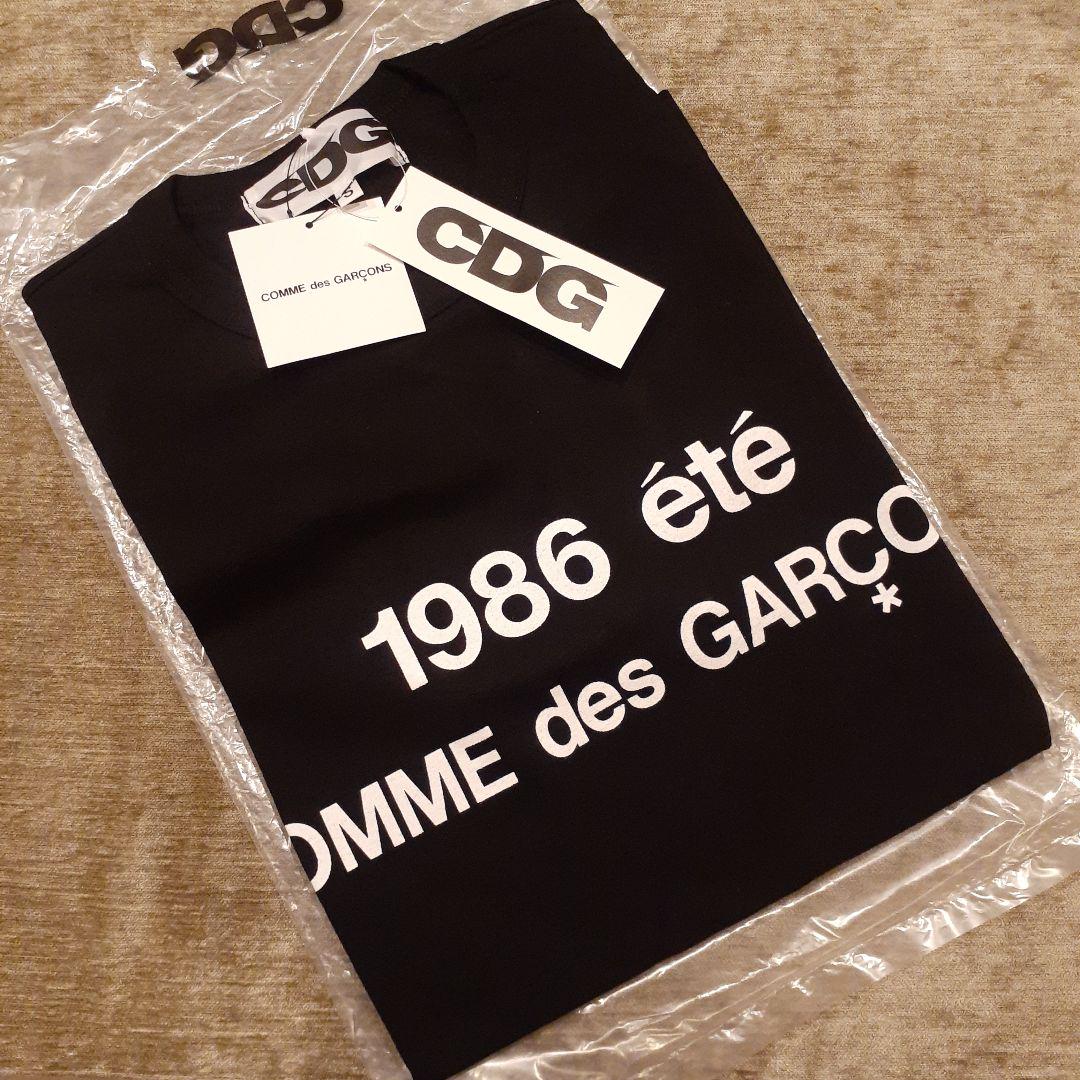 CDG
CDG
S
COMME des GARÇONS
CDG
1986 été
OMME des GARÇO
*